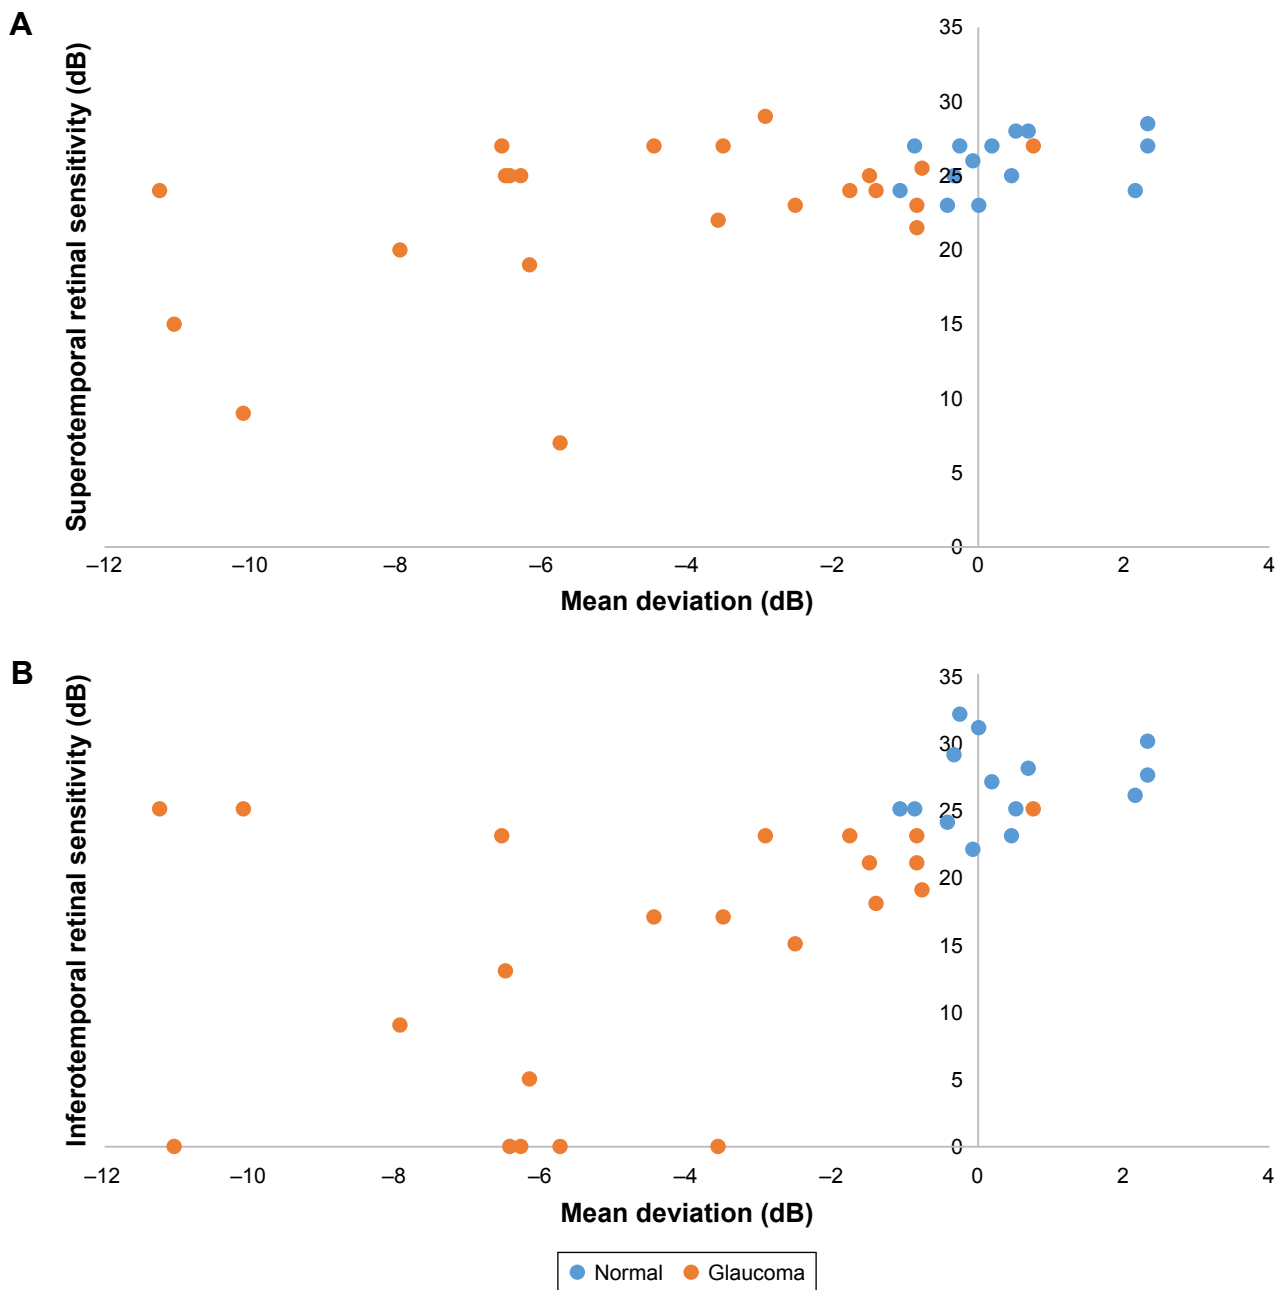 A
Superotemporal retinal sensitivity (dB)
35
30
25
20
15
10
5
0
–12 –10 –8 –6 –4 –2 0 2 4
Mean deviation (dB)
B
Inferotemporal retinal sensitivity (dB)
35
30
25
20
15
10
5
0
–12 –10 –8 –6 –4 –2 0 2 4
Mean deviation (dB)
Normal Glaucoma